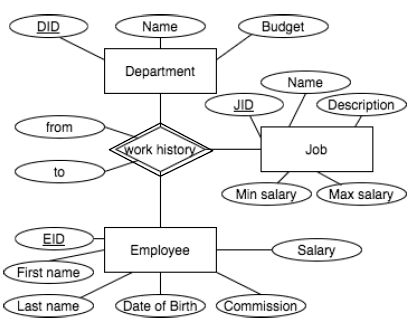 DID
Name
Budget
Department
Name
JID
Description
from
work history
Job
to
Min salary
Max salary
EID
Employee
Salary
First name
Last name
Date of Birth
Commission